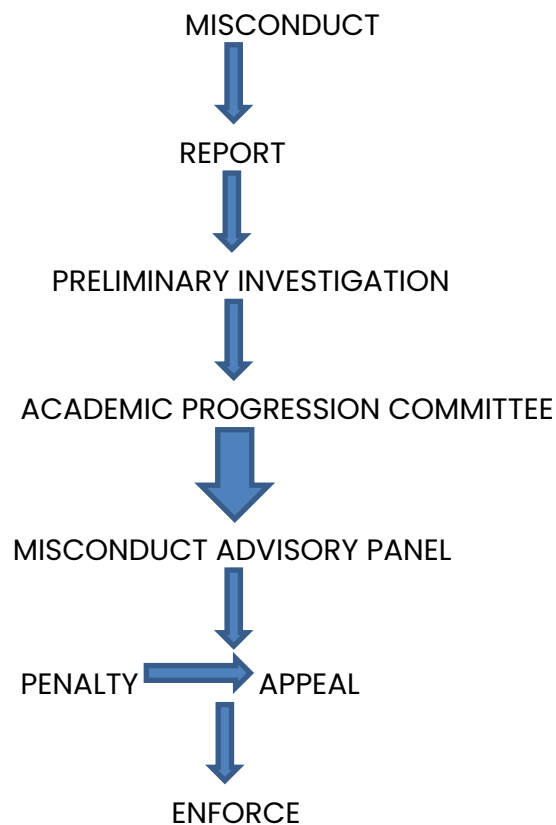 MISCONDUCT
REPORT
PRELIMINARY INVESTIGATION
ACADEMIC PROGRESSION COMMITTEE
MISCONDUCT ADVISORY PANEL
PENALTY APPEAL
ENFORCE